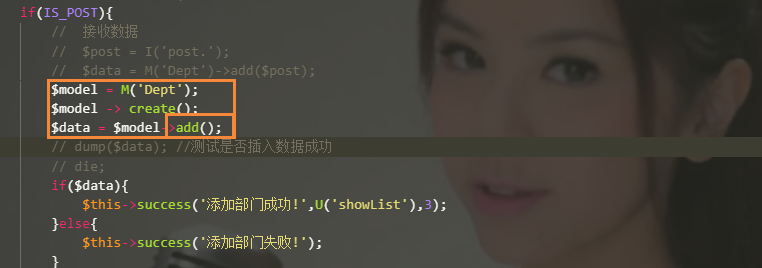 if(IS_POST){
//  接收数据
//  $post = I('post.');
//  $data = M('Dept')->add($post);
$model = M('Dept');
$model -> create();
$data = $model->add();
// dump($data); //测试是否插入数据成功
// die;
if($data){
$this->success('添加部门成功!',U('showList'),3);
}else{
$this->success('添加部门失败!');
}